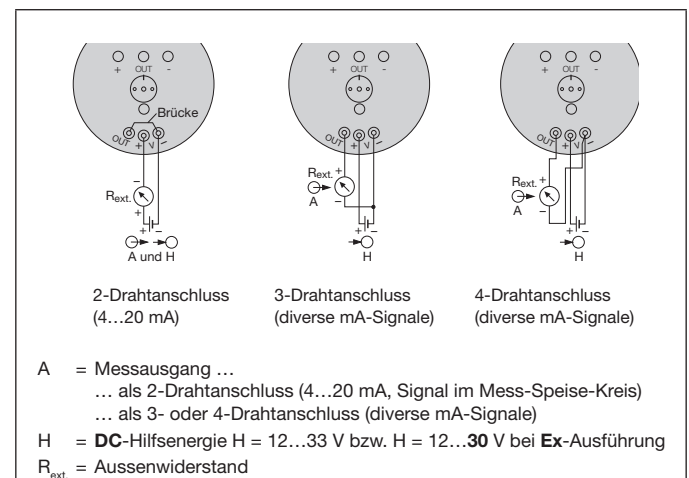 + OUT -
Brücke
OUT + V -
-
Rext.
+
+ -
A und H
2-Drahtanschluss
(4…20 mA)
+ OUT -
OUT + V -
Rext. +
A
-
+ -
H
3-Drahtanschluss
(diverse mA-Signale)
+ OUT -
OUT + V -
Rext. +
A
-
+ -
H
4-Drahtanschluss
(diverse mA-Signale)
A = Messausgang …
… als 2-Drahtanschluss (4…20 mA, Signal im Mess-Speise-Kreis)
… als 3- oder 4-Drahtanschluss (diverse mA-Signale)
H = DC-Hilfsenergie H = 12…33 V bzw. H = 12…30 V bei Ex-Ausführung
Rext. = Aussenwiderstand